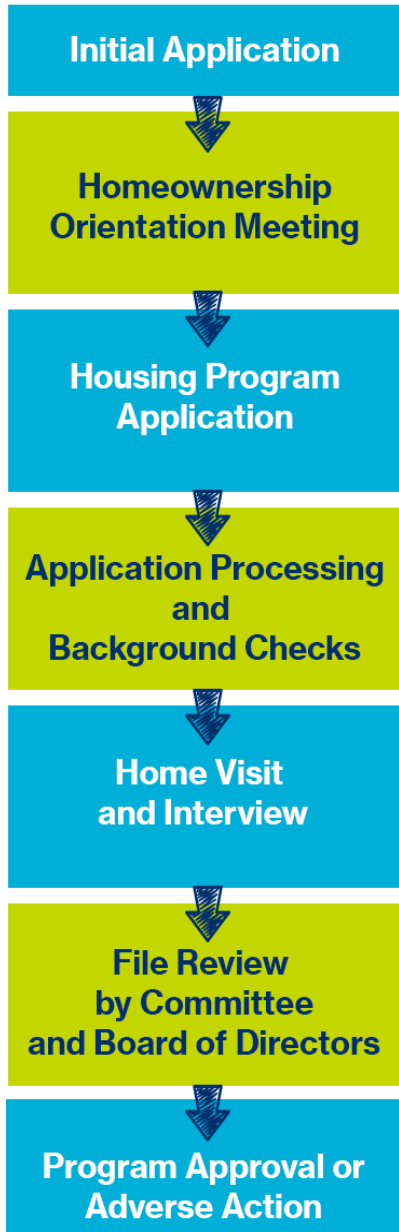 Initial Application
Homeownership
Orientation Meeting
Housing Program
Application
Application Processing
and
Background Checks
Home Visit
and Interview
File Review
by Committee
and Board of Directors
Program Approval or
Adverse Action